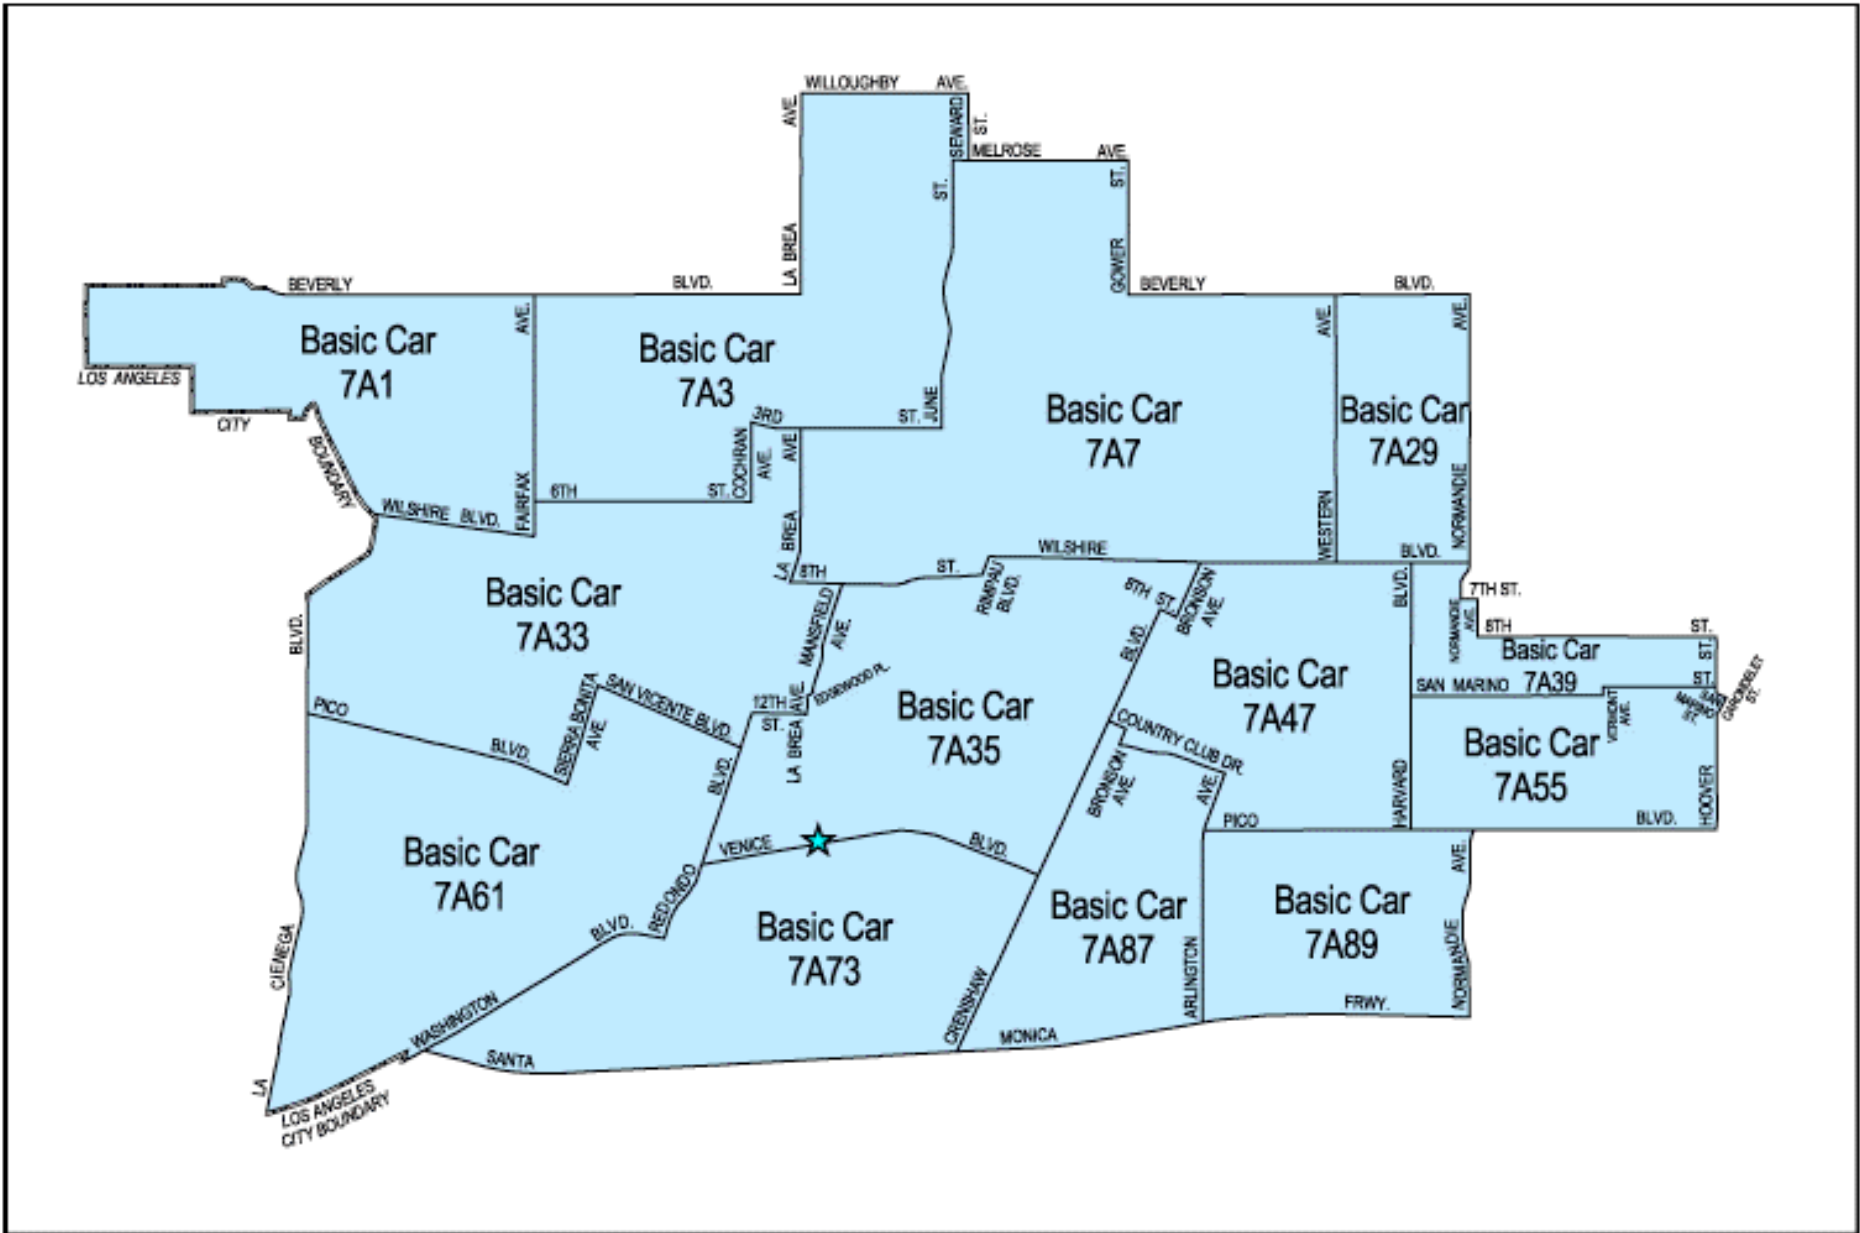 WILLOUGHBY AVE.
LA BREA AVE.
SEWARD ST.
MELROSE AVE.
JUNE ST.
GOWER ST.
BEVERLY BLVD.
BEVERLY BLVD.
LOS ANGELES
CITY
BOUNDARY
Basic Car
7A1
FAIRFAX AVE.
Basic Car
7A3
3RD ST.
COCHRAN AVE.
6TH ST.
LA BREA AVE
Basic Car
7A7
WESTERN AVE.
Basic Car
7A29
NORMANDIE AVE.
WILSHIRE BLVD.
WILSHIRE BLVD.
8TH ST.
RIMPAU BLVD.
8TH ST.
BRONSON AVE.
7TH ST.
NORMANDIE AVE.
8TH ST.
Basic Car
7A33
MANSFIELD AVE.
EDGEWOOD PL.
12TH ST.
LA BREA AVE.
SAN VICENTE BLVD.
SIERRA BONITA AVE.
PICO BLVD.
Basic Car
7A35
Basic Car
7A47
HARVARD BLVD.
Basic Car
7A39
SAN MARINO ST.
VERMONT AVE.
SAN MARINO ST.
GIRONDELET ST.
Basic Car
7A55
HOOVER ST.
COUNTRY CLUB DR.
BRONSON AVE.
ARLINGTON AVE.
PICO BLVD.
Basic Car
7A61
REDONDO BLVD.
VENICE BLVD.
Basic Car
7A73
CRENSHAW BLVD.
Basic Car
7A87
Basic Car
7A89
NORMANDIE AVE.
LA CIENEGA BLVD.
WASHINGTON BLVD.
SANTA MONICA FRWY.
LOS ANGELES
CITY BOUNDARY